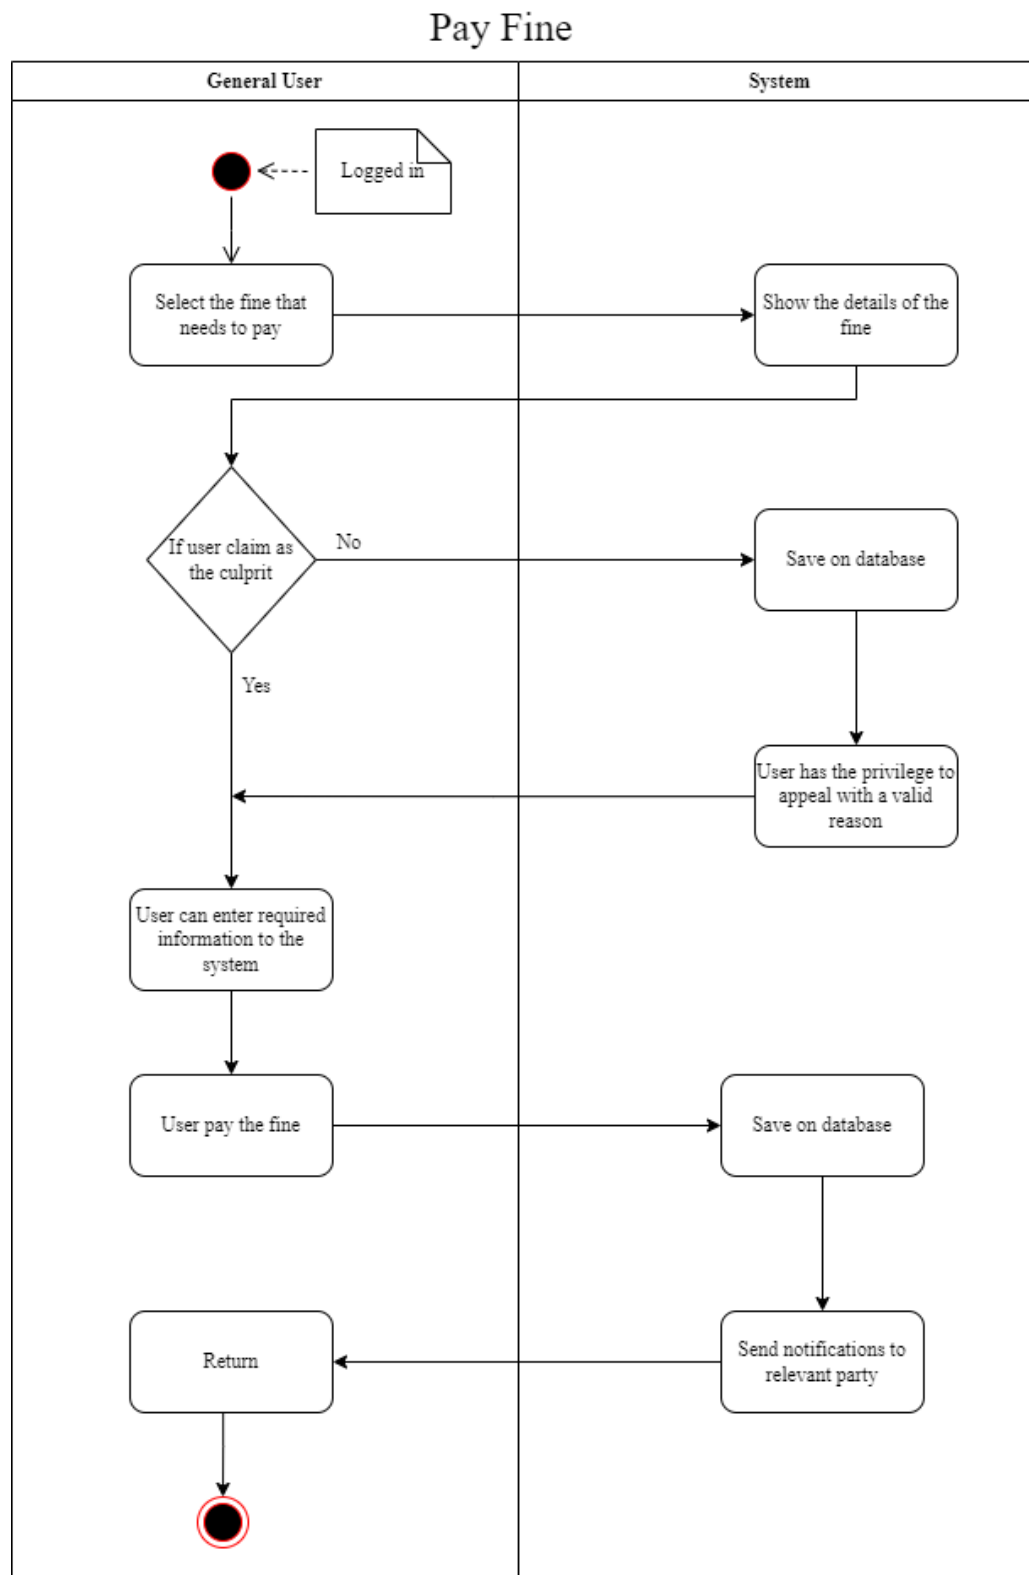 Pay Fine
General User
System
Logged in
Select the fine that
needs to pay
Show the details of the
fine
If user claim as
the culprit
No
Save on database
Yes
User has the privilege to
appeal with a valid
reason
User can enter required
information to the
system
User pay the fine
Save on database
Return
Send notifications to
relevant party